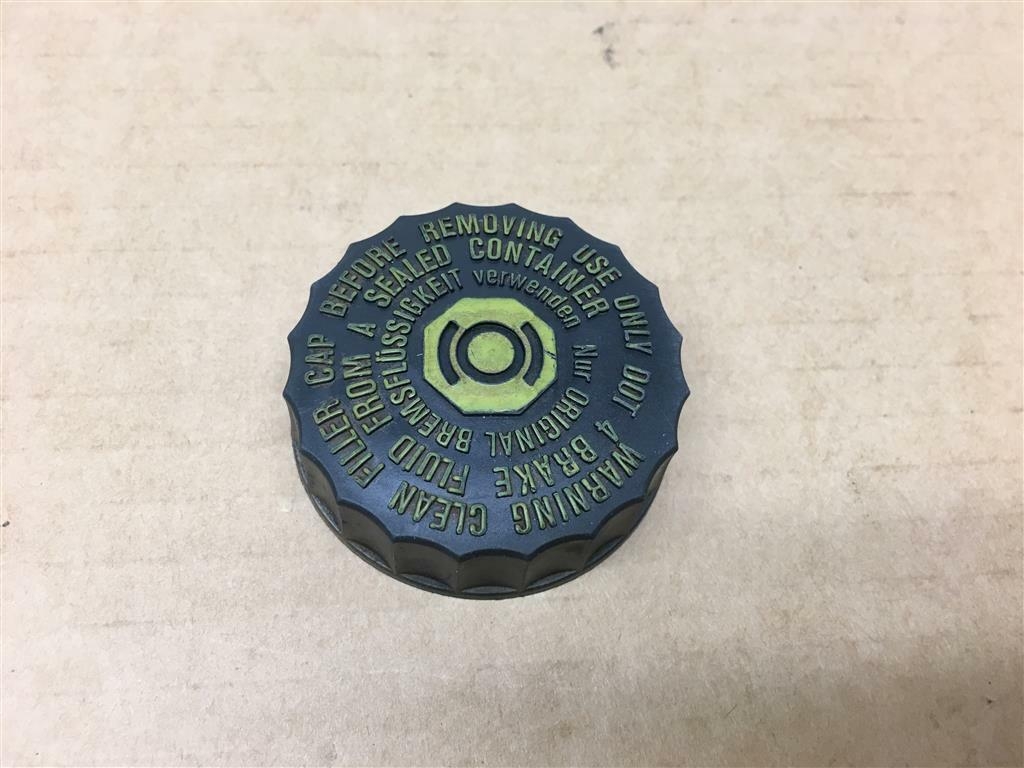 WARNING CLEAN FILLER CAP BEFORE REMOVING USE ONLY DOT
4 BRAKE FLUID FROM A SEALED CONTAINER
Nur ORIGINAL BREMSFLÜSSIGKEIT verwenden